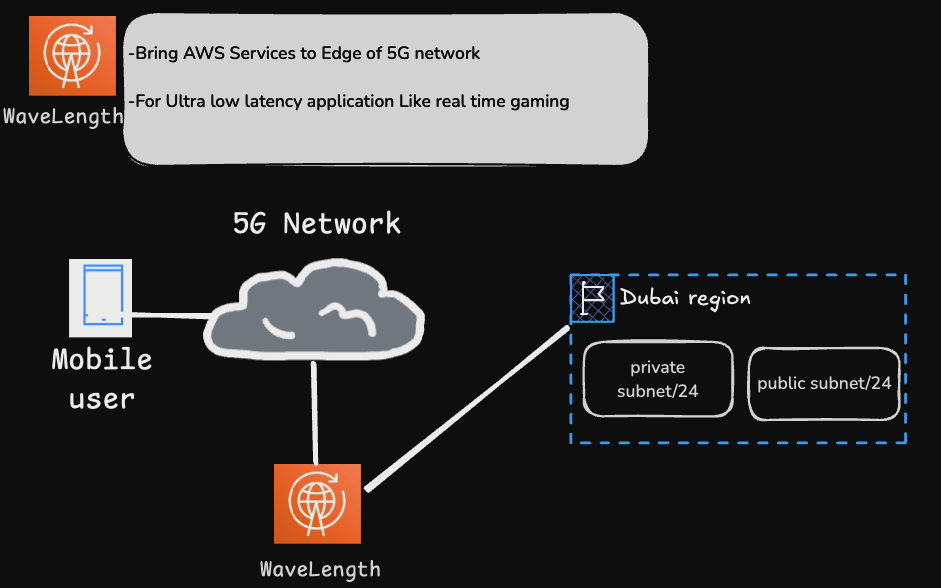 -Bring AWS Services to Edge of 5G network
-For Ultra low latency application Like real time gaming
WaveLength
5G Network
Dubai region
Mobile
user
private
subnet/24
public subnet/24
WaveLength